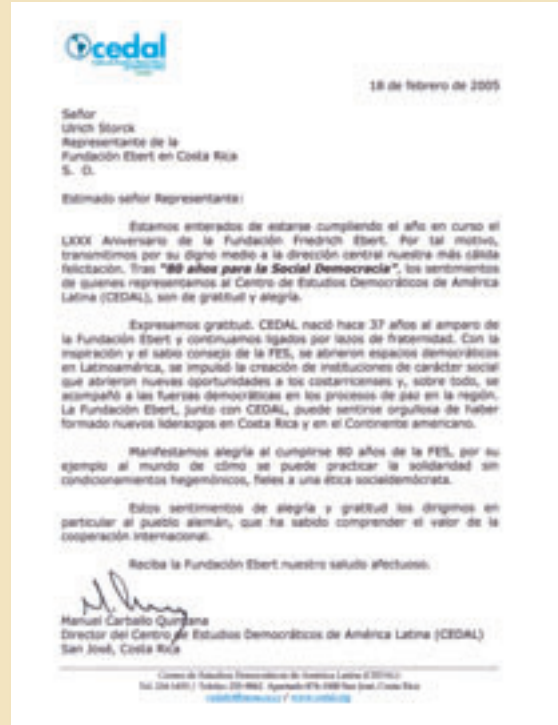 cedal
18 de febrero de 2005
Señor
Ulrich Storck
Representante de la
Fundación Ebert en Costa Rica
S. O.
Estimado señor Representante:
Estamos enterados de estarse cumpliendo el año en curso el
LXXX Aniversario de la Fundación Friedrich Ebert. Por tal motivo,
transmitimos por su digno medio a la dirección central nuestra más cálida
felicitación. Tras "80 años para la Social Democracia", los sentimientos
de quienes representamos al Centro de Estudios Democráticos de América
Latina (CEDAL), son de gratitud y alegría.
Expresamos gratitud. CEDAL nació hace 37 años al amparo de
la Fundación Ebert y continuamos ligados por lazos de fraternidad. Con la
inspiración y el sabio consejo de la FES, se abrieron espacios democráticos
en Latinoamérica, se impulsó la creación de instituciones de carácter social
que abrieron nuevas oportunidades a los costarricenses y, sobre todo, se
acompañó a las fuerzas democráticas en los procesos de paz en la región.
La Fundación Ebert, junto con CEDAL, puede sentirse orgullosa de haber
formado nuevos liderazgos en Costa Rica y en el Continente americano.
Manifestamos alegría al cumplirse 80 años de la FES, por su
ejemplo al mundo de cómo se puede practicar la solidaridad sin
condicionamientos hegemónicos, fieles a una ética socialdemócrata.
Estos sentimientos de alegría y gratitud los dirigimos en
particular al pueblo alemán, que ha sabido comprender el valor de la
cooperación internacional.
Reciba la Fundación Ebert nuestro saludo afectuoso.
Manuel Carballo Quintana
Director del Centro de Estudios Democráticos de América Latina (CEDAL)
San José, Costa Rica
Centro de Estudios Democráticos de América Latina (CEDAL)